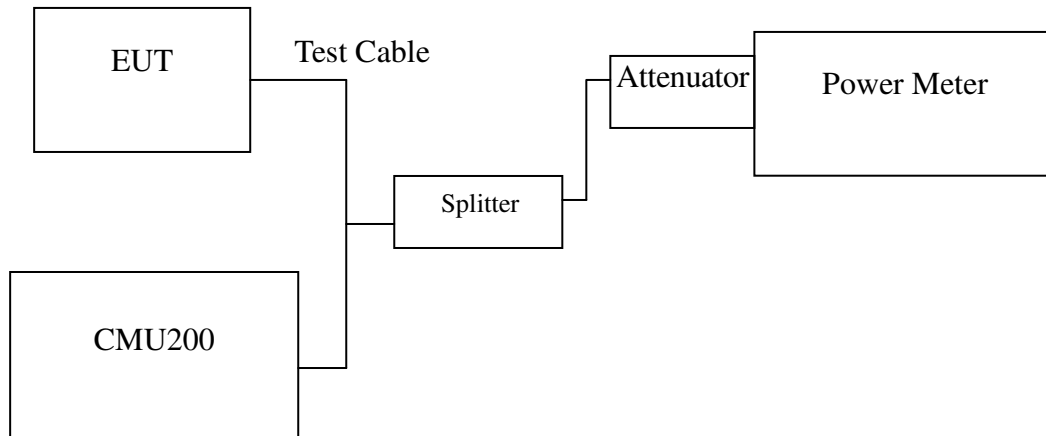 EUT
Test Cable
Attenuator
Power Meter
Splitter
CMU200